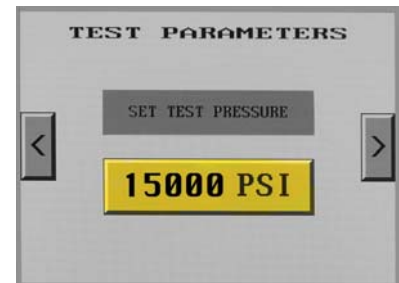 TEST PARAMETERS
SET TEST PRESSURE
<
>
15000 PSI